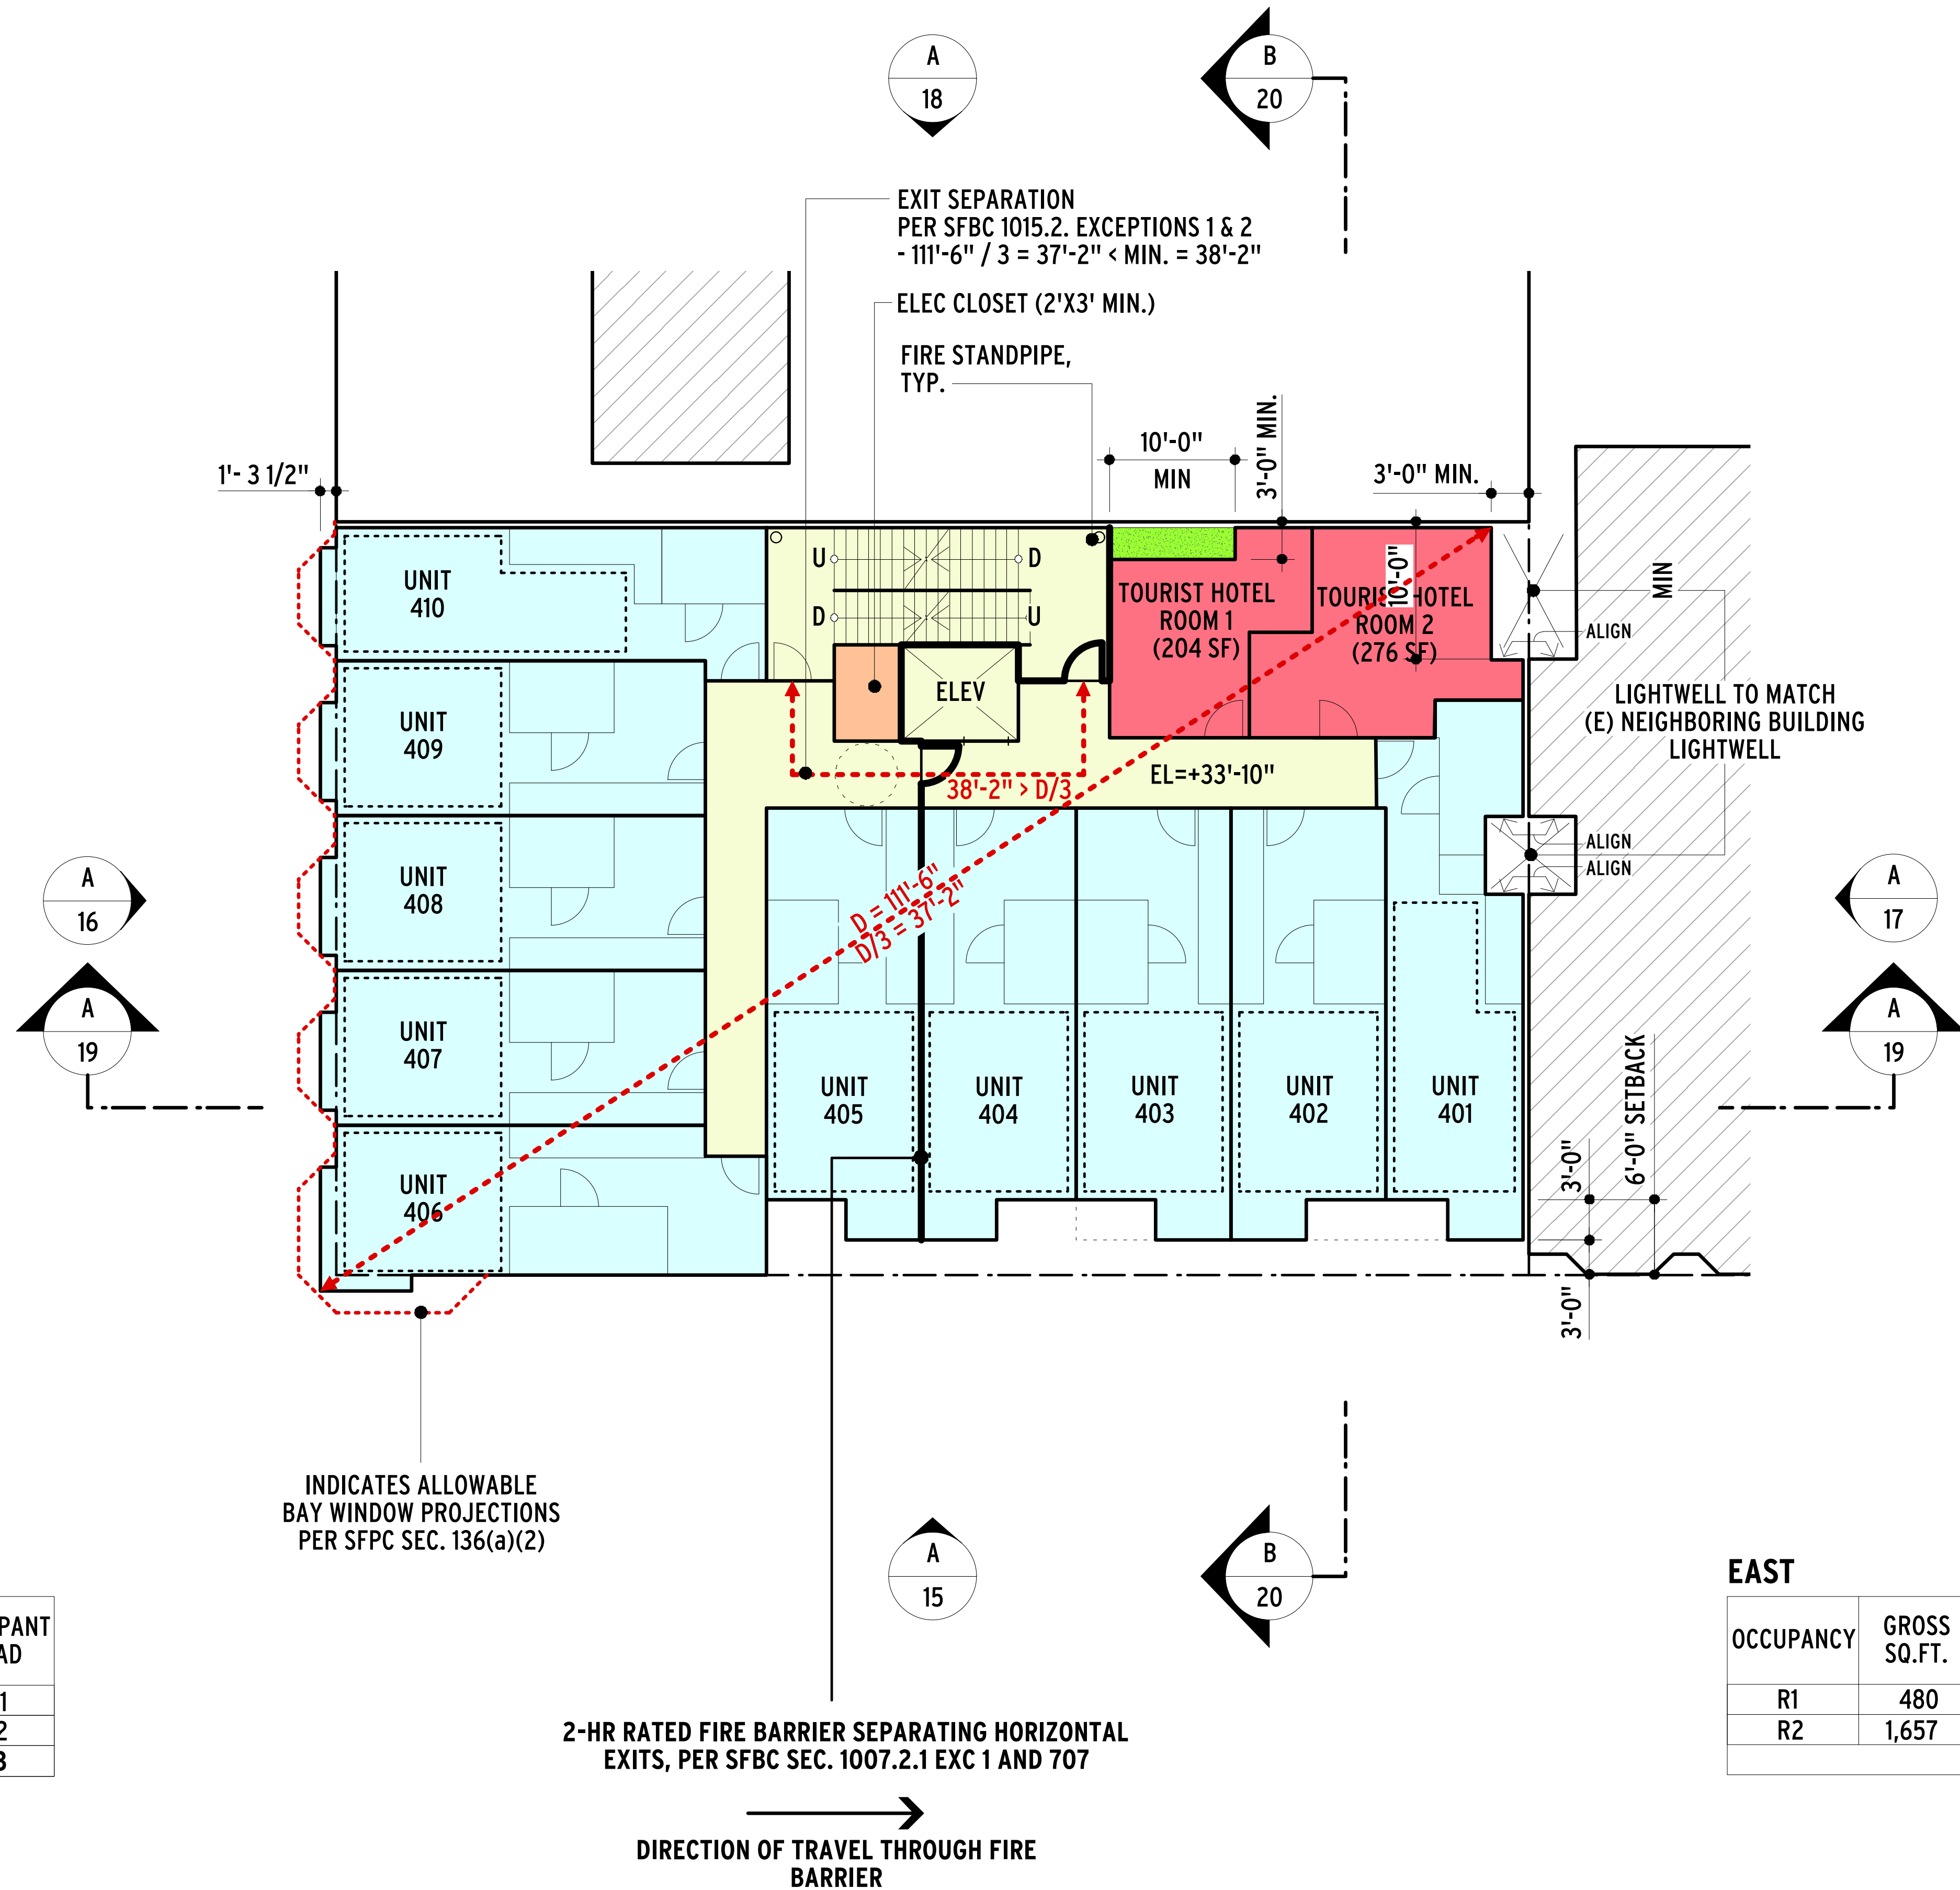 A
18
B
20
EXIT SEPARATION
PER SFBC 1015.2. EXCEPTIONS 1 & 2
- 111'-6" / 3 = 37'-2" < MIN. = 38'-2"
ELEC CLOSET (2'X3' MIN.)
FIRE STANDPIPE,
TYP.
10'-0"
MIN
3'-0" MIN.
3'-0" MIN.
1'- 3 1/2"
U
D
D
U
UNIT
410
TOURIST HOTEL
ROOM 1
(204 SF)
TOURIST HOTEL
ROOM 2
(276 SF)
10'-0"
MIN
ALIGN
ELEV
LIGHTWELL TO MATCH
(E) NEIGHBORING BUILDING
LIGHTWELL
UNIT
409
EL=+33'-10"
38'-2" > D/3
ALIGN
ALIGN
UNIT
408
D = 111'-6"
D/3 = 37'-2"
A
16
A
17
A
19
A
19
UNIT
407
UNIT
405
UNIT
404
UNIT
403
UNIT
402
UNIT
401
6'-0" SETBACK
3'-0"
3'-0"
UNIT
406
INDICATES ALLOWABLE
BAY WINDOW PROJECTIONS
PER SFPC SEC. 136(a)(2)
A
15
B
20
EAST
OCCUPANCY
GROSS
SQ.FT.
R1
480
R2
1,657
PANT
AD
1
2
3
2-HR RATED FIRE BARRIER SEPARATING HORIZONTAL
EXITS, PER SFBC SEC. 1007.2.1 EXC 1 AND 707
DIRECTION OF TRAVEL THROUGH FIRE
BARRIER